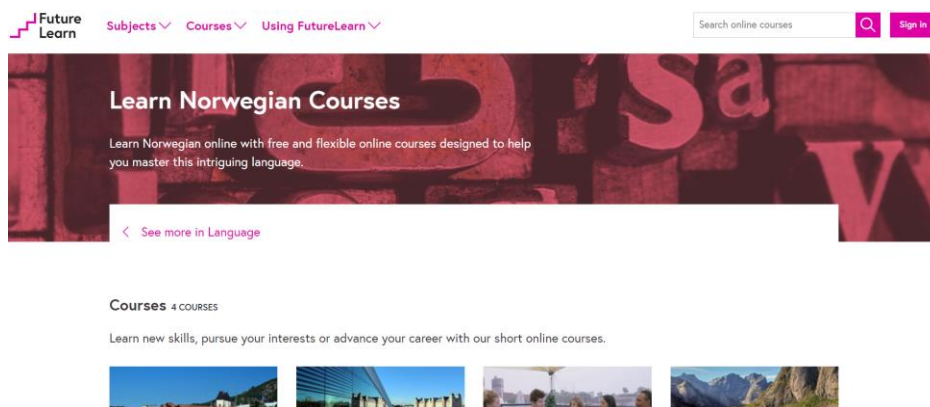 Future
Learn
Subjects
Courses
Using FutureLearn
Search online courses
Sign in
Learn Norwegian Courses
Learn Norwegian online with free and flexible online courses designed to help
you master this intriguing language.
See more in Language
Courses 4 COURSES
Learn new skills, pursue your interests or advance your career with our short online courses.